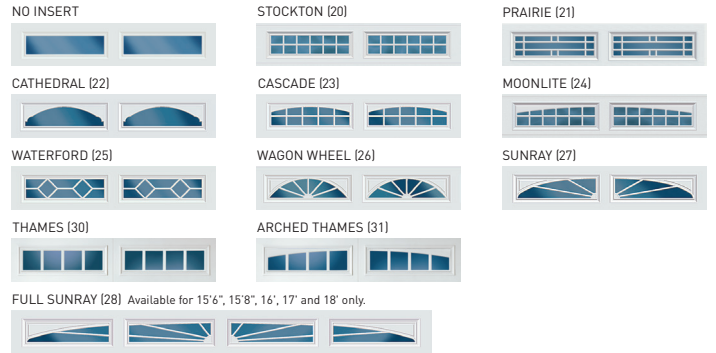 NO INSERT
STOCKTON (20)
PRAIRIE (21)
CATHEDRAL (22)
CASCADE (23)
MOONLITE (24)
WATERFORD (25)
WAGON WHEEL (26)
SUNRAY (27)
THAMES (30)
ARCHED THAMES (31)
FULL SUNRAY (28) Available for 15'6", 15'8", 16', 17' and 18' only.